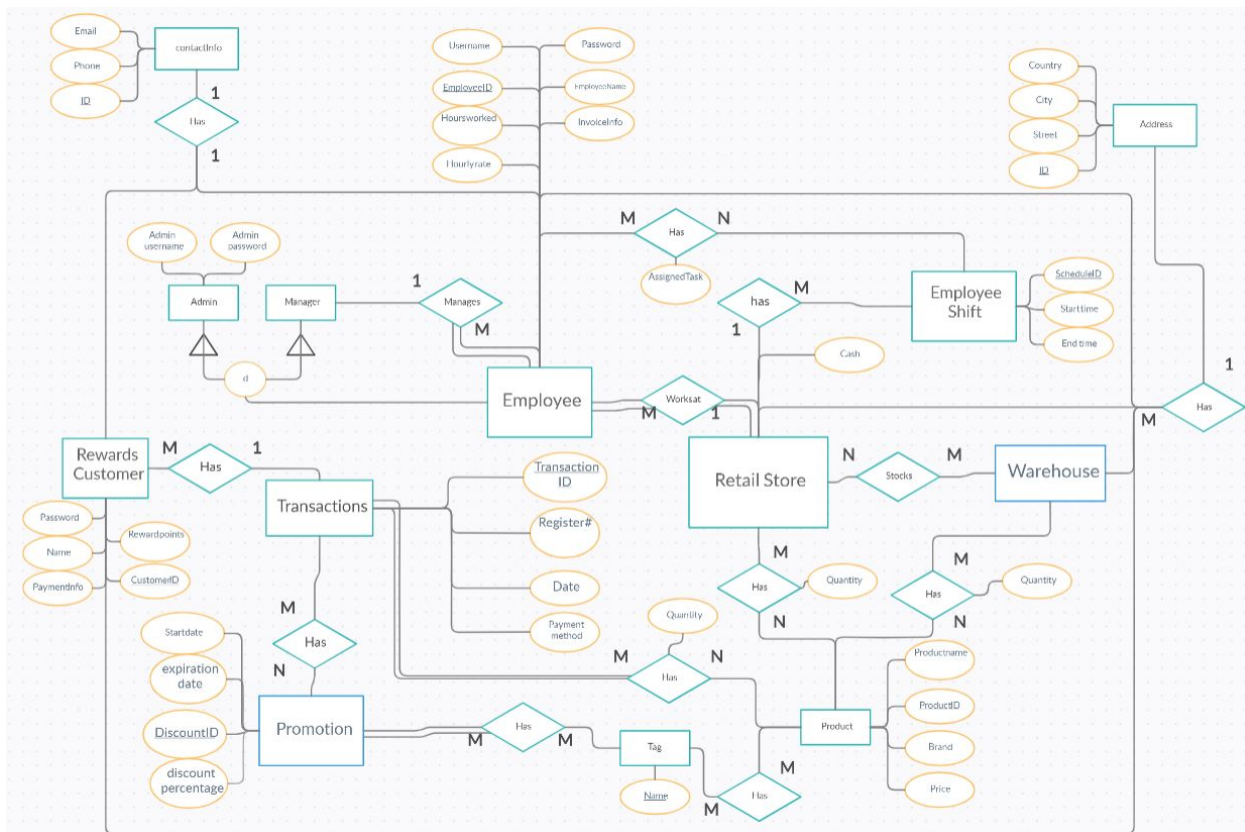 Email
Phone
ID
contactInfo
1
Has
1
Username
EmployeeID
Hoursworked
Hourlyrate
Password
EmployeeName
InvoiceInfo
Country
City
Street
ID
Address
Admin
username
Admin
password
Admin
Manager
1
Manages
M
d
M
Has
N
AssignedTask
has
M
1
Employee
Shift
ScheduleID
Starttime
End time
Cash
Employee
Worksat
M
1
1
Has
M
Rewards
Customer
M
Has
1
Password
Name
PaymentInfo
Rewardpoints
CustomerID
Transactions
Transaction
ID
Register#
Date
Payment
method
Retail Store
N
Stocks
M
Warehouse
M
Has
Quantity
N
M
Has
Quantity
N
M
Has
N
Quantity
M
Has
N
Startdate
expiration
date
DiscountID
discount
percentage
Promotion
M
Has
M
Tag
Name
M
Has
M
Product
Productname
ProductID
Brand
Price